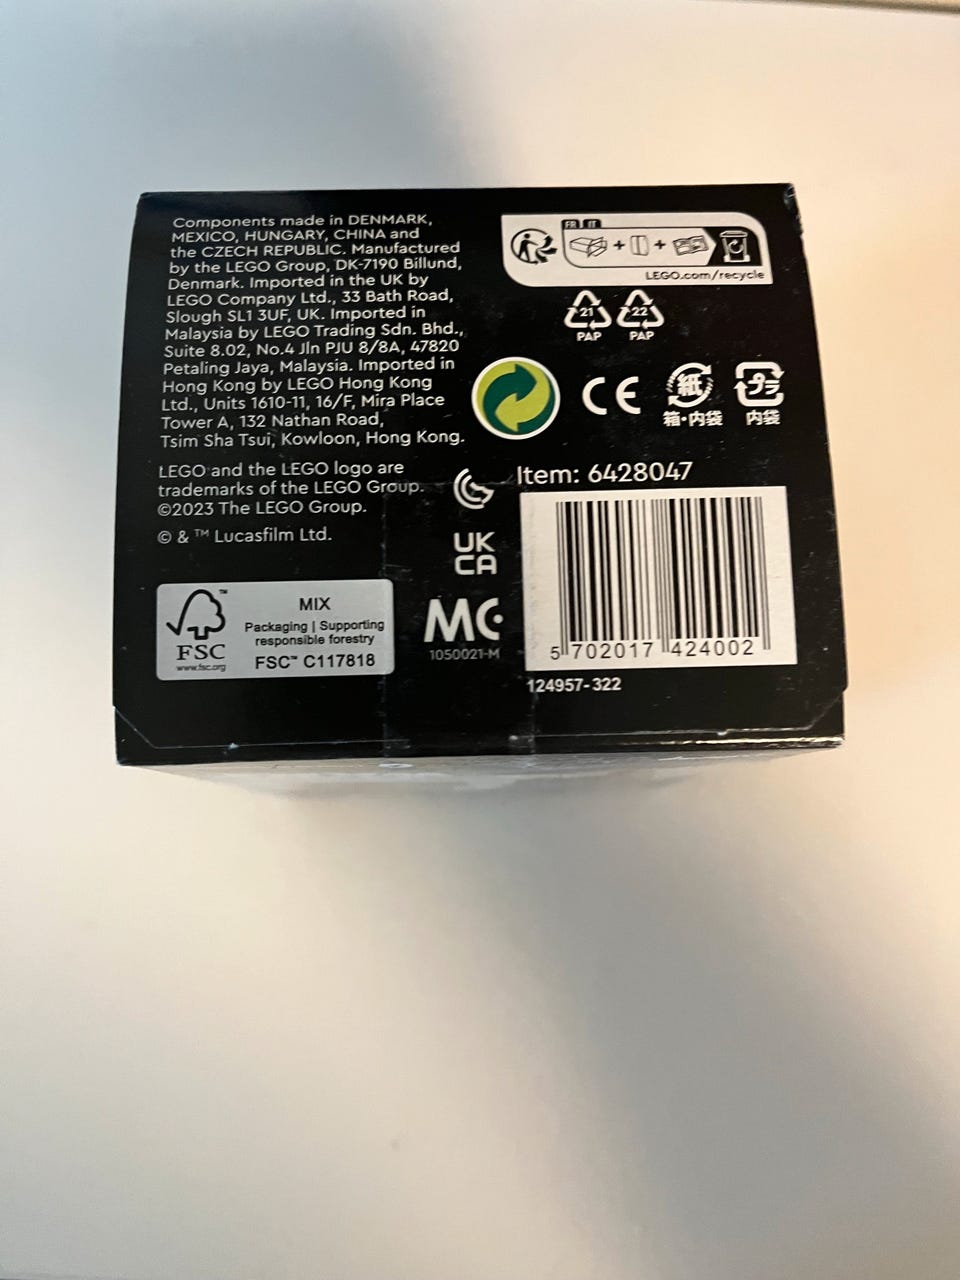 Components made in DENMARK,
MEXICO, HUNGARY, CHINA and
the CZECH REPUBLIC. Manufactured
by the LEGO Group, DK-7190 Billund,
Denmark. Imported in the UK by
LEGO Company Ltd., 33 Bath Road,
Slough SL1 3UF, UK. Imported in
Malaysia by LEGO Trading Sdn. Bhd.,
Suite 8.02, No.4 Jln PJU 8/8A, 47820
Petaling Jaya, Malaysia. Imported in
Hong Kong by LEGO Hong Kong
Ltd., Units 1610-11, 16/F, Mira Place
Tower A, 132 Nathan Road,
Tsim Sha Tsui, Kowloon, Hong Kong.
LEGO and the LEGO logo are
trademarks of the LEGO Group.
©2023 The LEGO Group.
© & ™ Lucasfilm Ltd.
FSC™
www.fsc.org
MIX
Packaging | Supporting
responsible forestry
FSC™ C117818
FR IT
+ +
LEGO.com/recycle
21 22
PAP PAP
CE
紙 プラ
箱・内袋 内袋
UK
CA
MC
1050021-M
Item: 6428047
5 702017 424002
124957-322